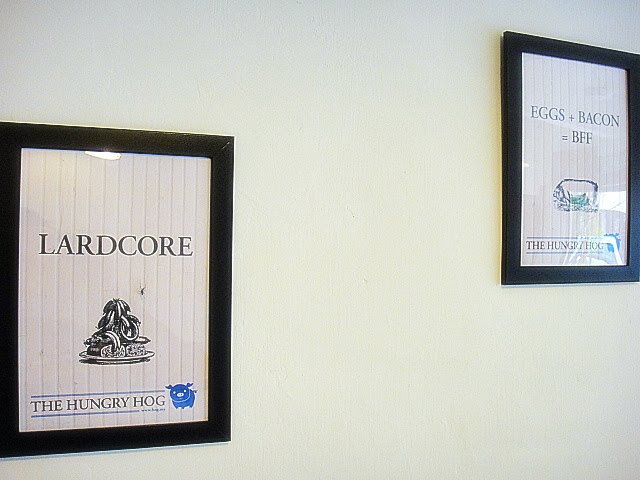 LARDCORE
THE HUNGRY HOG
EGGS + BACON
= BFF
THE HUNGRY HOG